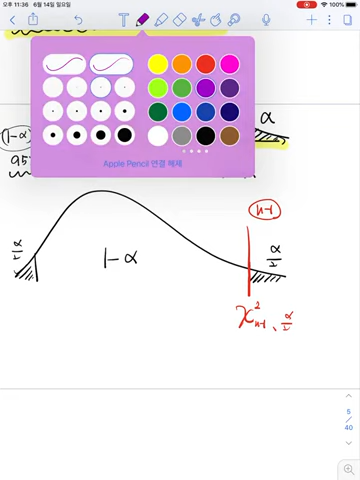 오후 11:36 6월 14일 일요일
100%
Apple Pencil 연결 해제
α
1-α
95
n-1
α/2
α/2
1-α
χ²n-1, α/2
5
/
40